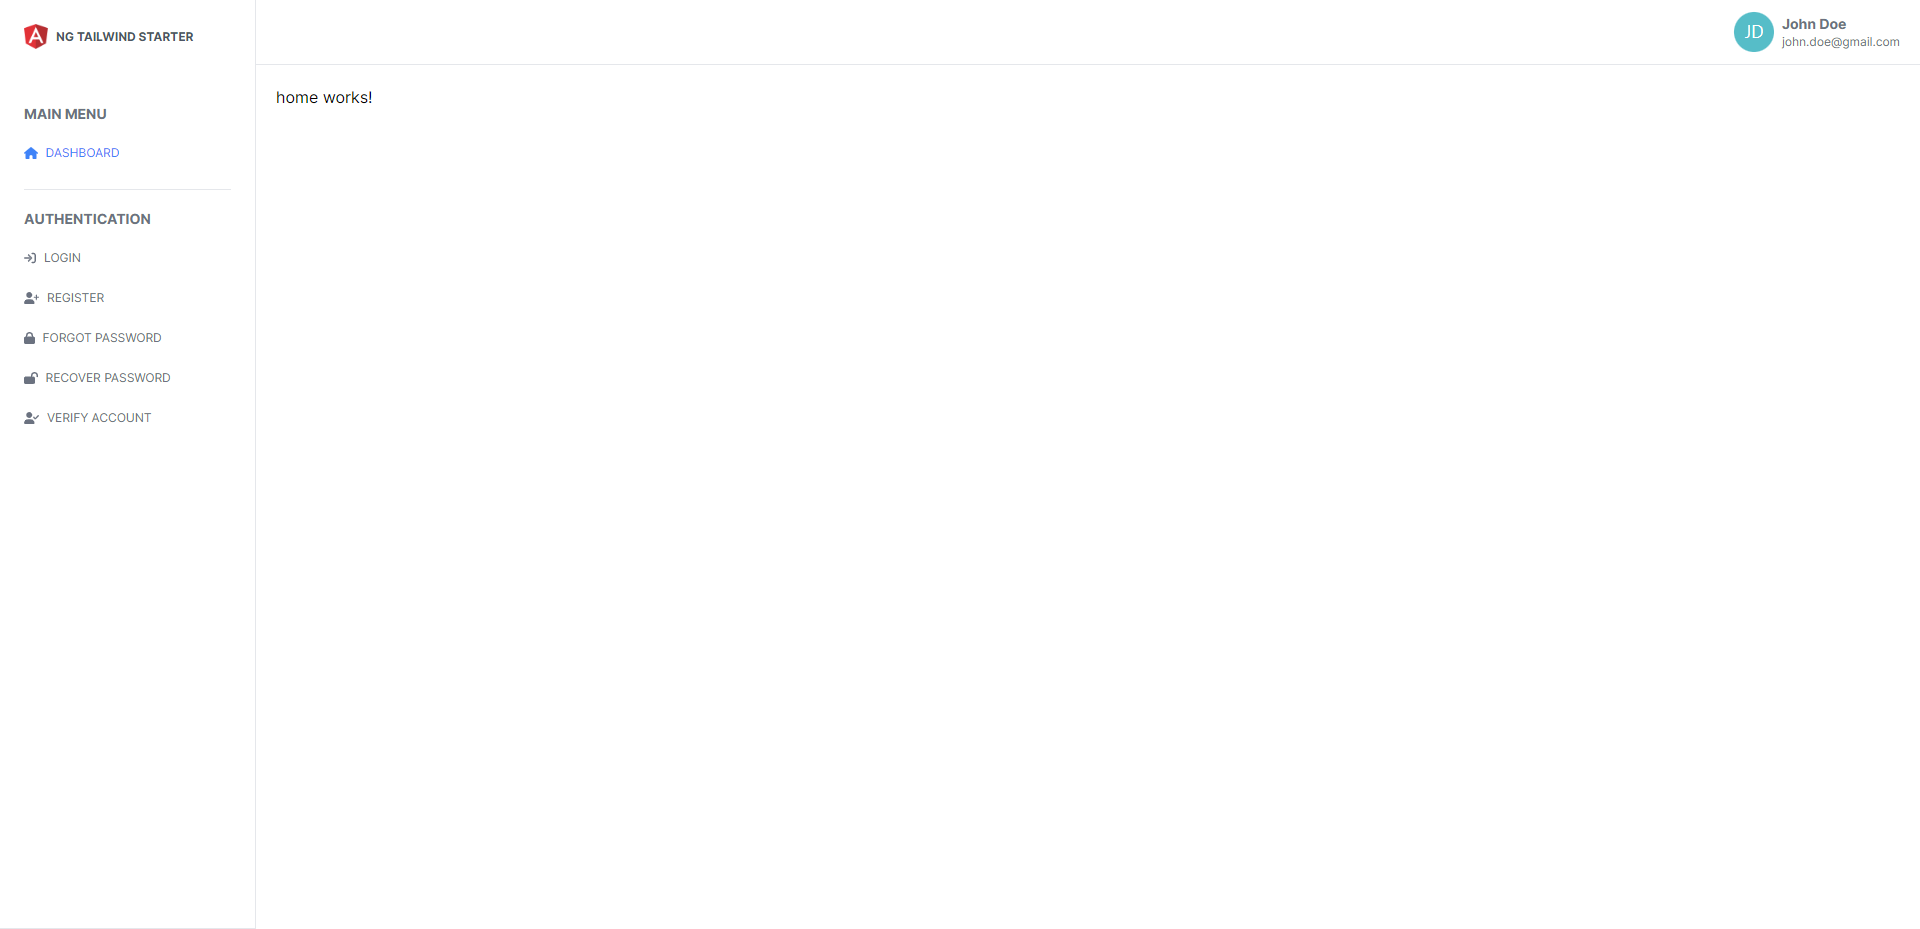 NG TAILWIND STARTER
MAIN MENU
DASHBOARD
AUTHENTICATION
LOGIN
REGISTER
FORGOT PASSWORD
RECOVER PASSWORD
VERIFY ACCOUNT
JD
John Doe
john.doe@gmail.com
home works!